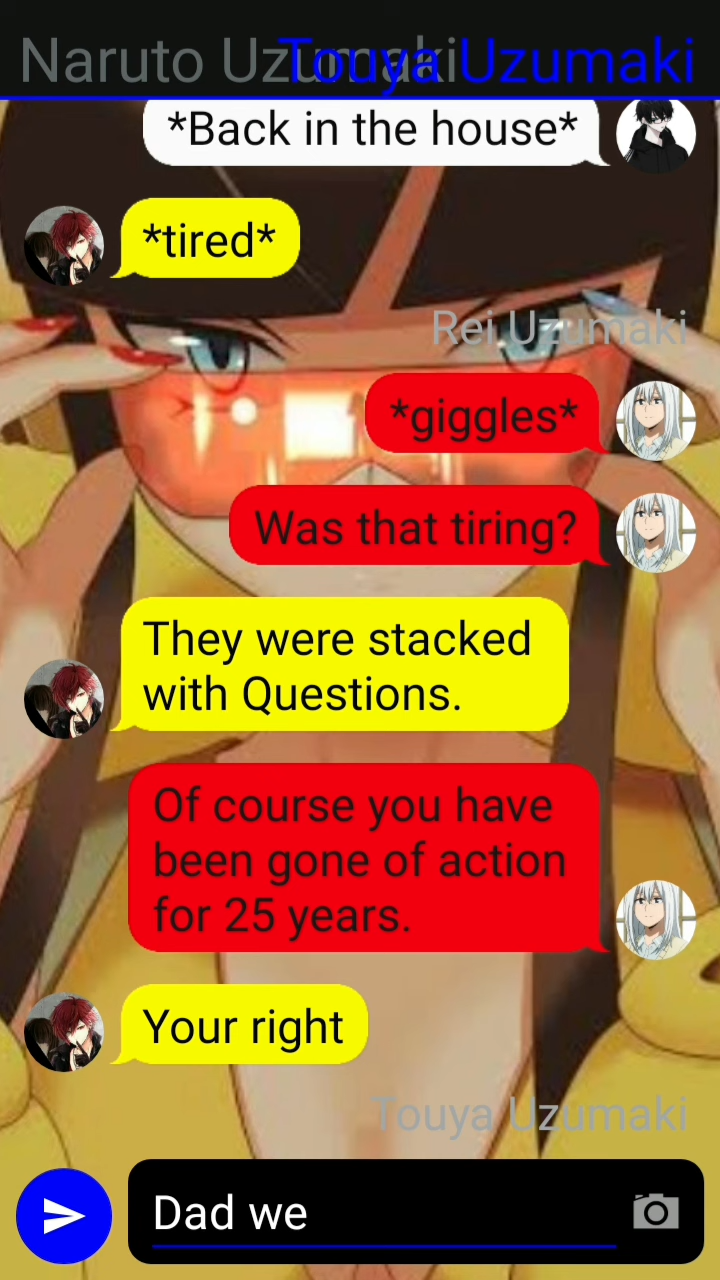 Naruto Uzumaki
Touya Uzumaki
*Back in the house*
*tired*
Rei Uzumaki
*giggles*
Was that tiring?
They were stacked
with Questions.
Of course you have
been gone of action
for 25 years.
Your right
Touya Uzumaki
Dad we